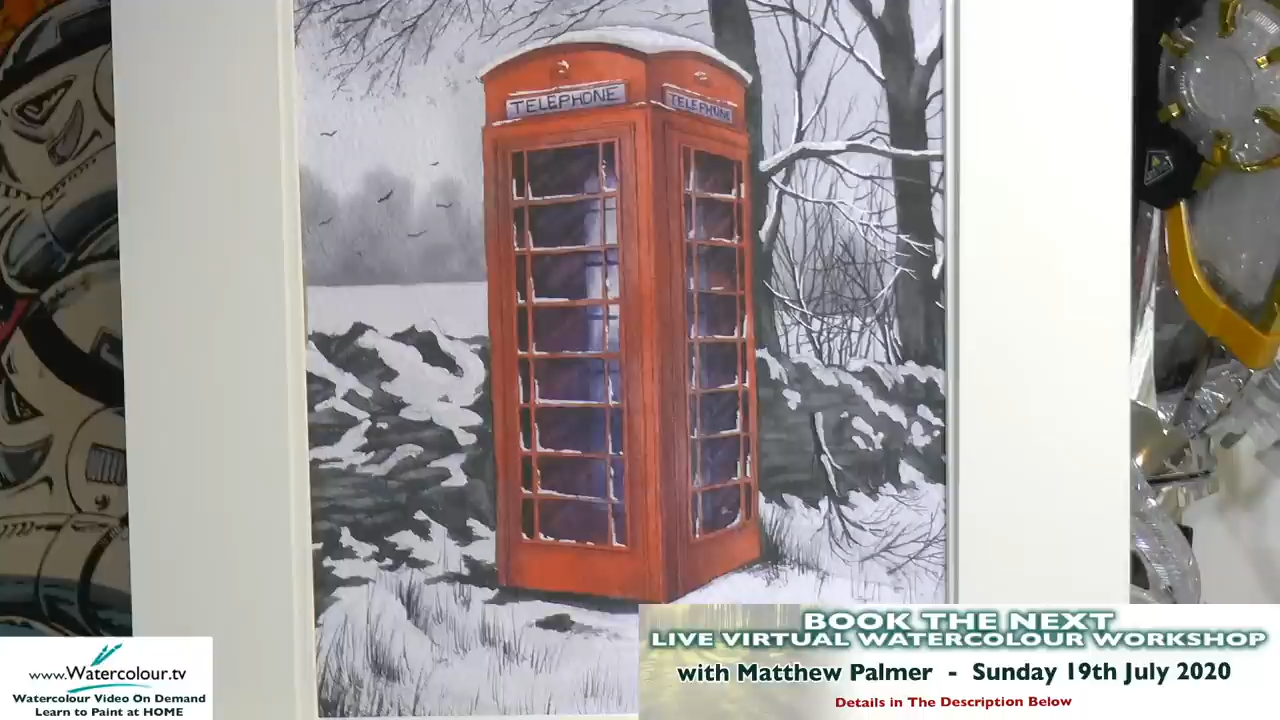 TELEPHONE
TELEPHONE
www.Watercolour.tv
Watercolour Video On Demand
Learn to Paint at HOME
BOOK THE NEXT
LIVE VIRTUAL WATERCOLOUR WORKSHOP
with Matthew Palmer - Sunday 19th July 2020
Details in The Description Below